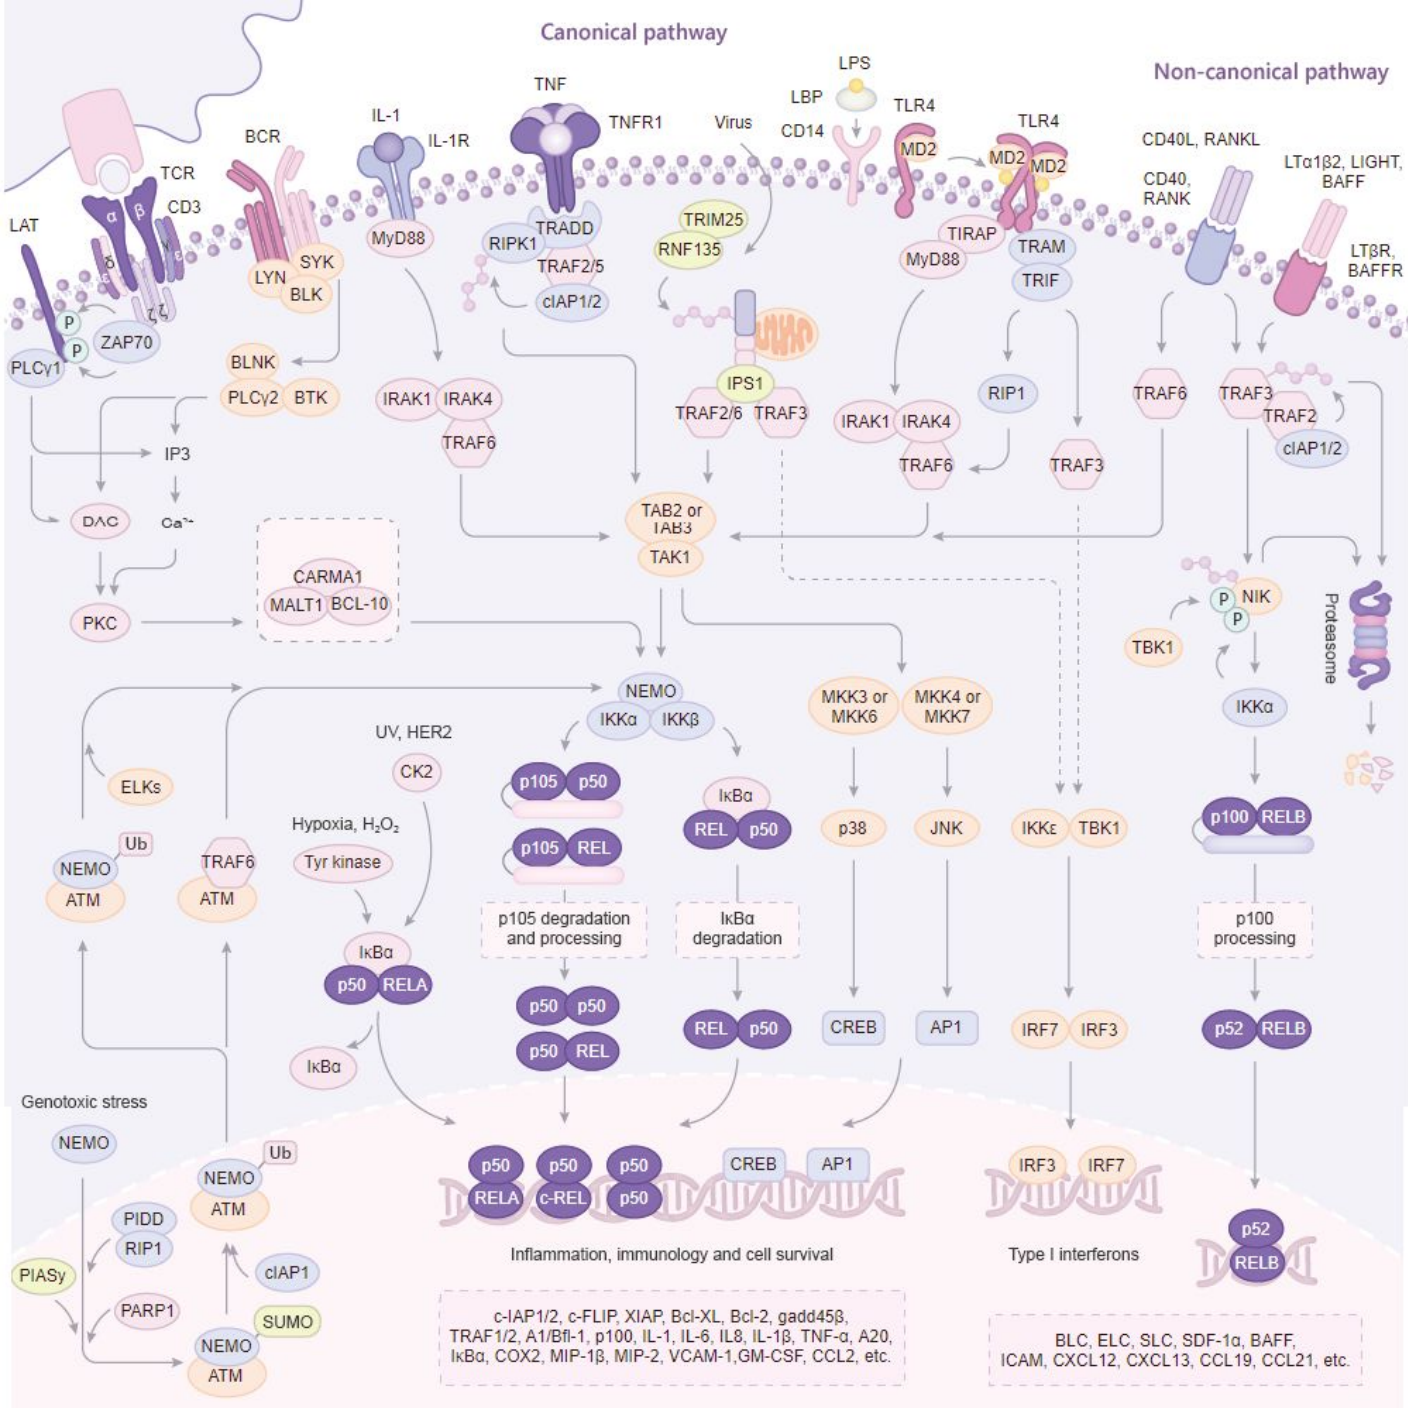 Canonical pathway
Non-canonical pathway
LPS
LBP
CD14
TLR4
MD2
TLR4
MD2
MD2
TNF
TNFR1
Virus
IL-1
IL-1R
BCR
TCR
CD3
LAT
α
β
γ
ε
δ
ε
ζζ
CD40L, RANKL
CD40,
RANK
LTα1β2, LIGHT,
BAFF
LTβR,
BAFFR
P
P
ZAP70
PLCγ1
LYN
SYK
BLK
MyD88
RIPK1
TRADD
TRAF2/5
cIAP1/2
TRIM25
RNF135
TIRAP
MyD88
TRAM
TRIF
BLNK
PLCγ2
BTK
IRAK1
IRAK4
TRAF6
IPS1
TRAF2/6
TRAF3
IRAK1
IRAK4
TRAF6
RIP1
TRAF3
TRAF6
TRAF3
TRAF2
cIAP1/2
IP3
DAG
Ca²⁺
PKC
CARMA1
MALT1
BCL-10
TAB2 or
TAB3
TAK1
NIK
P
P
TBK1
Proteasome
IKKα
NEMO
IKKα
IKKβ
MKK3 or
MKK6
MKK4 or
MKK7
UV, HER2
CK2
ELKs
Hypoxia, H₂O₂
Tyr kinase
p105
p50
p105
REL
IκBα
REL
p50
p38
JNK
IKKε
TBK1
p100
RELB
Ub
NEMO
ATM
TRAF6
ATM
IκBα
p50
RELA
p105 degradation
and processing
IκBα
degradation
p100
processing
p50
p50
p50
REL
REL
p50
CREB
AP1
IRF7
IRF3
p52
RELB
IκBα
Genotoxic stress
NEMO
Ub
NEMO
ATM
PIDD
RIP1
PIASy
cIAP1
PARP1
SUMO
NEMO
ATM
p50
RELA
p50
c-REL
p50
p50
CREB
AP1
IRF3
IRF7
p52
RELB
Inflammation, immunology and cell survival
Type I interferons
c-IAP1/2, c-FLIP, XIAP, Bcl-XL, Bcl-2, gadd45β,
TRAF1/2, A1/Bfl-1, p100, IL-1, IL-6, IL8, IL-1β, TNF-α, A20,
IκBα, COX2, MIP-1β, MIP-2, VCAM-1,GM-CSF, CCL2, etc.
BLC, ELC, SLC, SDF-1α, BAFF,
ICAM, CXCL12, CXCL13, CCL19, CCL21, etc.